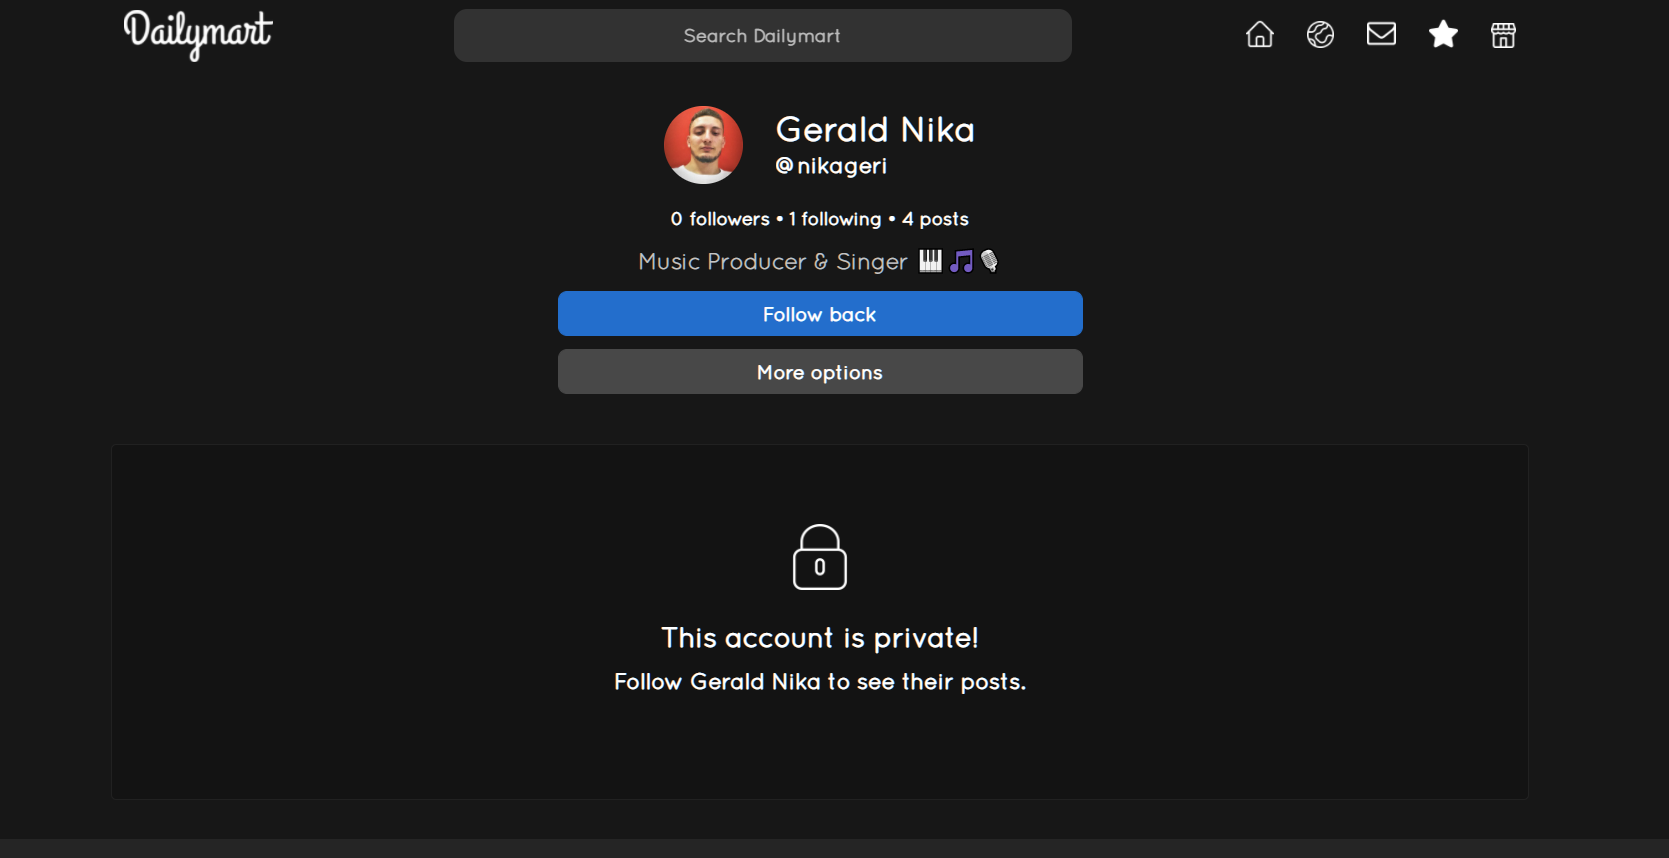 Dailymart
Search Dailymart
Gerald Nika
@nikageri
0 followers • 1 following • 4 posts
Music Producer & Singer 🎹🎵🎙️
Follow back
More options
This account is private!
Follow Gerald Nika to see their posts.